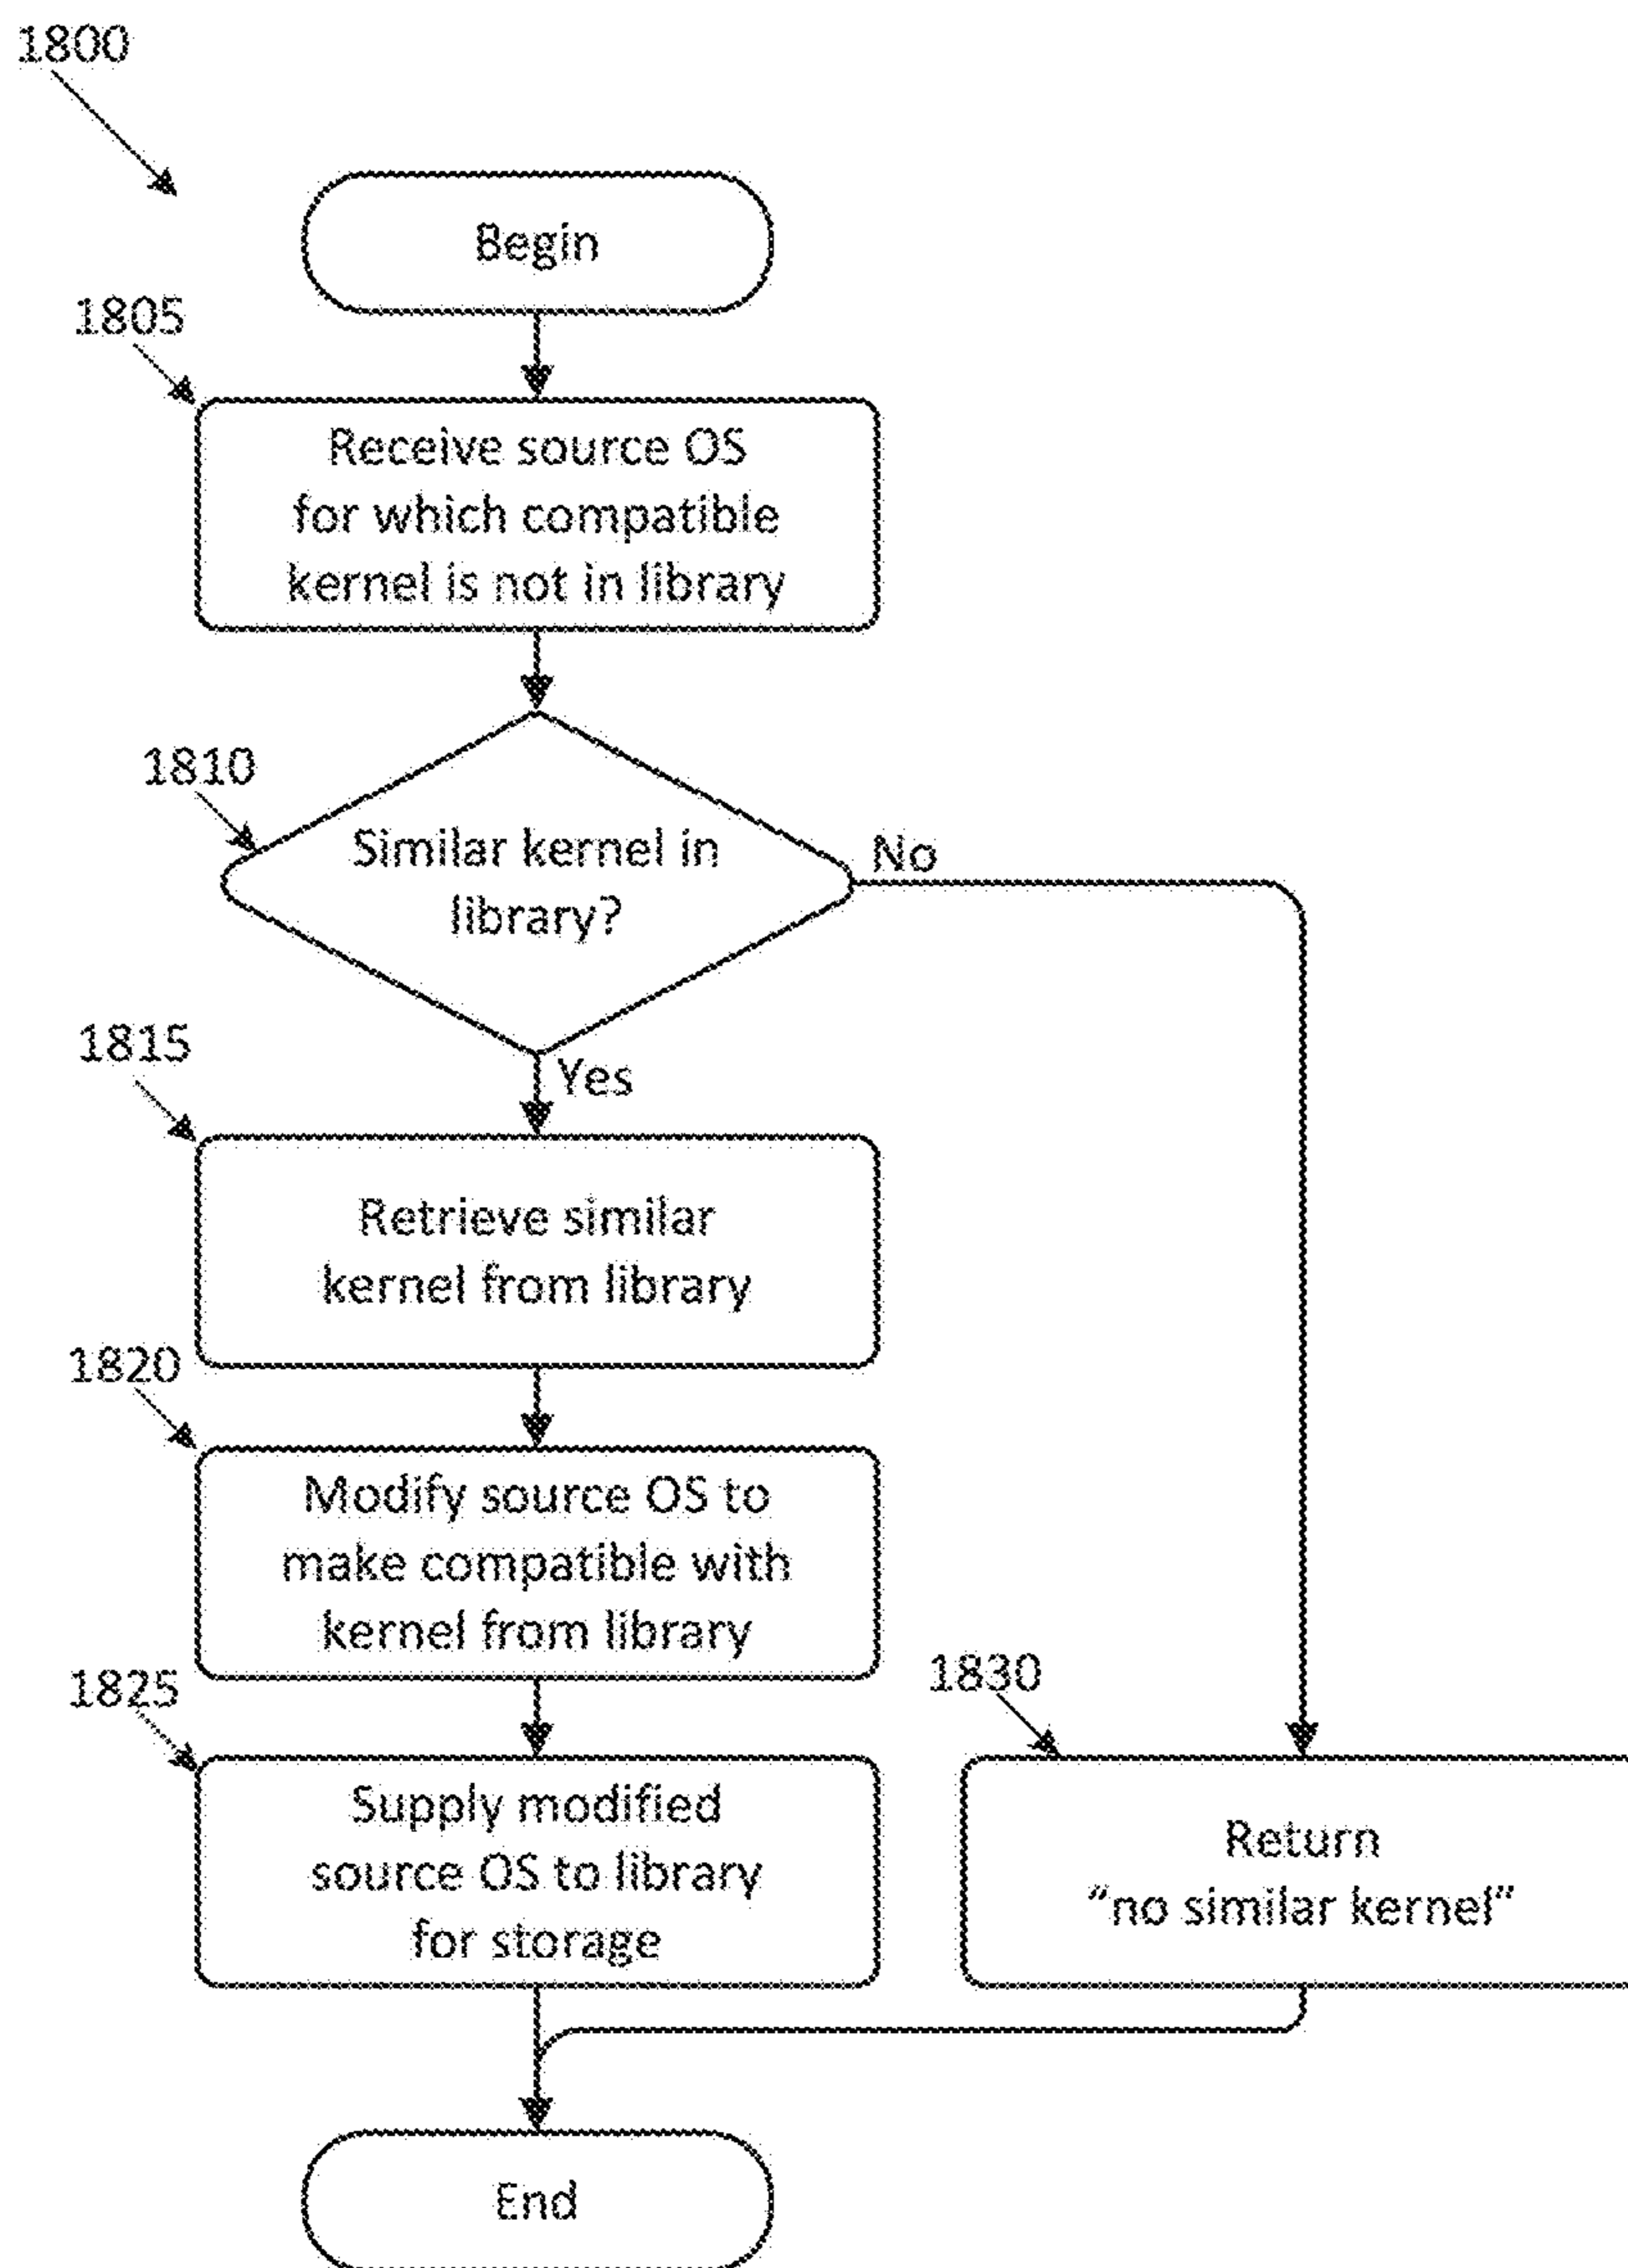 1800
Begin
1805
Receive source OS
for which compatible
kernel is not in library
1810
Similar kernel in
library?
No
Yes
1815
Retrieve similar
kernel from library
1820
Modify source OS to
make compatible with
kernel from library
1825
Supply modified
source OS to library
for storage
1830
Return
“no similar kernel”
End